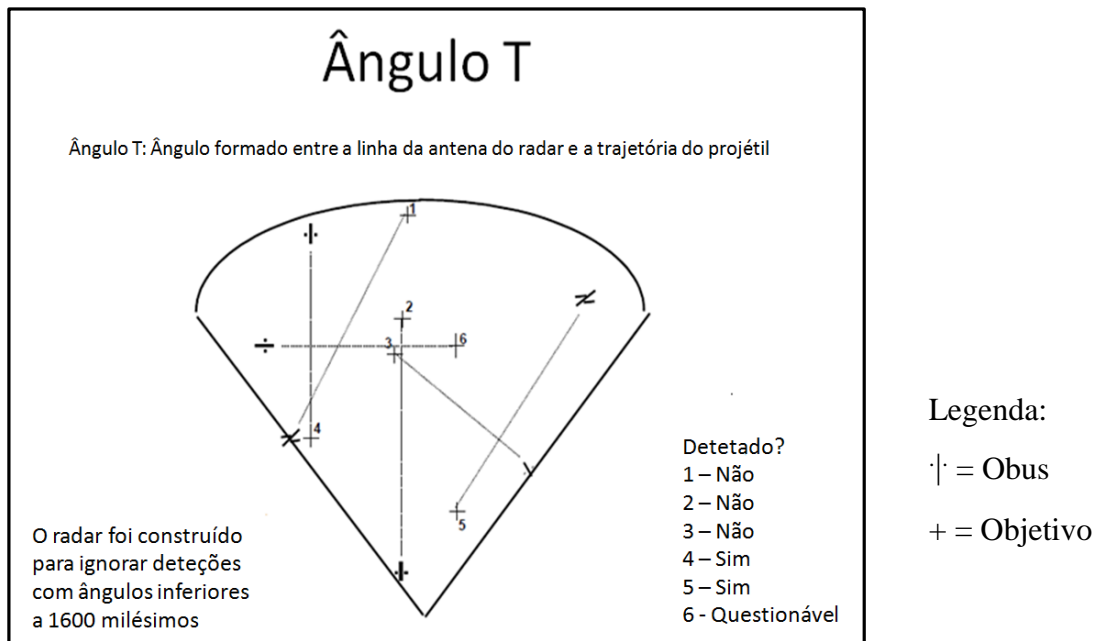 Ângulo T
Ângulo T: Ângulo formado entre a linha da antena do radar e a trajetória do projétil
1
2
3
6
4
5
O radar foi construído
para ignorar deteções
com ângulos inferiores
a 1600 milésimos
Detetado?
1 – Não
2 – Não
3 – Não
4 – Sim
5 – Sim
6 - Questionável
Legenda:
·|· = Obus
+ = Objetivo